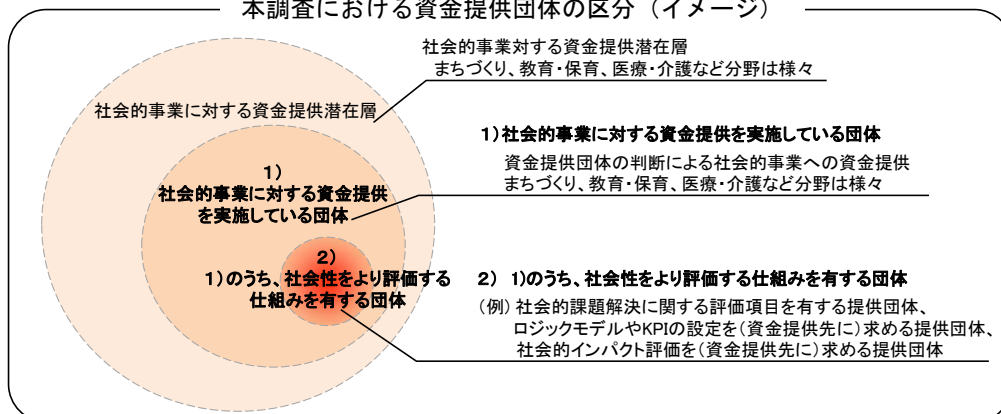 本調査における資金提供団体の区分（イメージ）
社会的事業対する資金提供潜在層
まちづくり、教育・保育、医療・介護など分野は様々
社会的事業に対する資金提供潜在層
1）
社会的事業に対する資金提供
を実施している団体
2）
1）のうち、社会性をより評価する
仕組みを有する団体
1）社会的事業に対する資金提供を実施している団体
資金提供団体の判断による社会的事業への資金提供
まちづくり、教育・保育、医療・介護など分野は様々
2） 1）のうち、社会性をより評価する仕組みを有する団体
（例）社会的課題解決に関する評価項目を有する提供団体、
ロジックモデルやKPIの設定を（資金提供先に）求める提供団体、
社会的インパクト評価を（資金提供先に）求める提供団体